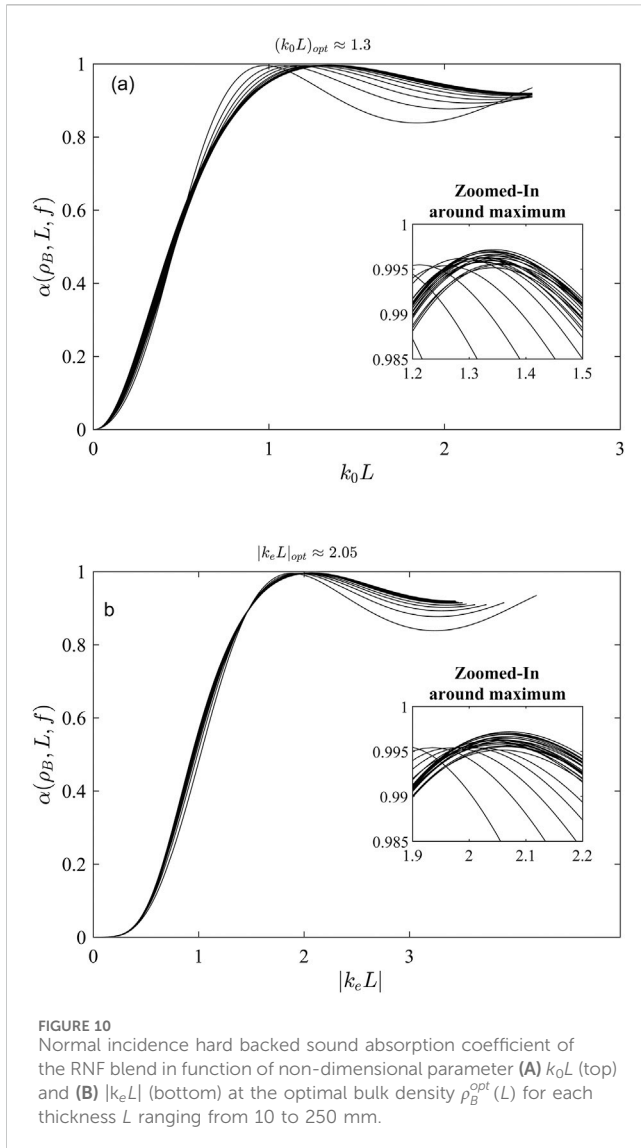 (k₀L)ₒₚₜ ≈ 1.3
(a)
1
0.8
0.6
0.4
0.2
0
α(ρ_B, L, f)
Zoomed-In
around maximum
1
0.995
0.99
0.985
1.2 1.3 1.4 1.5
0 1 2 3
k₀L
|kₑL|ₒₚₜ ≈ 2.05
b
1
0.8
0.6
0.4
0.2
0
α(ρ_B, L, f)
Zoomed-In
around maximum
1
0.995
0.99
0.985
1.9 2 2.1 2.2
0 1 2 3
|kₑL|
FIGURE 10
Normal incidence hard backed sound absorption coefficient of
the RNF blend in function of non-dimensional parameter (A) k₀L (top)
and (B) |kₑL| (bottom) at the optimal bulk density ρ_B^opt (L) for each
thickness L ranging from 10 to 250 mm.